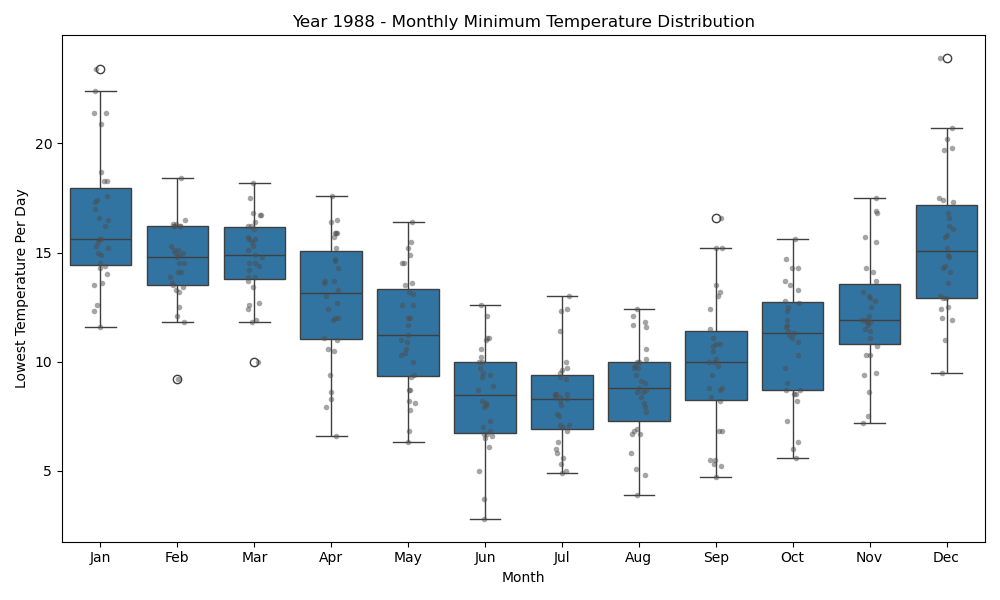 Year 1988 - Monthly Minimum Temperature Distribution
Lowest Temperature Per Day
20
15
10
5
Jan Feb Mar Apr May Jun Jul Aug Sep Oct Nov Dec
Month